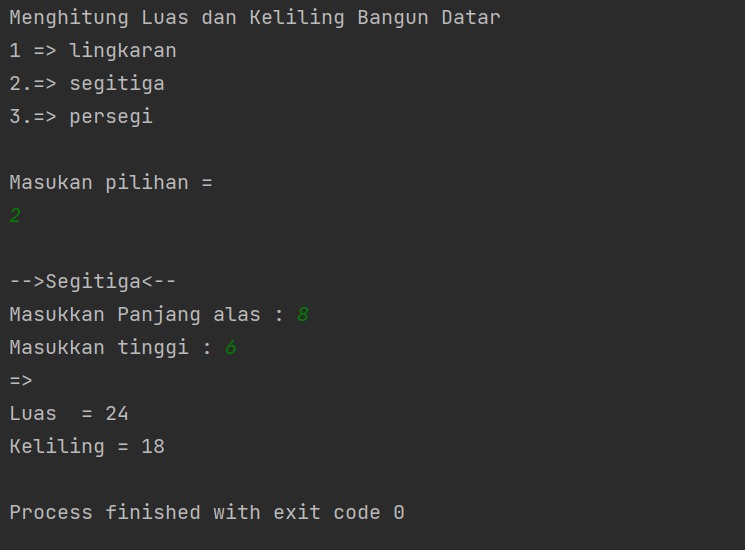 Menghitung Luas dan Keliling Bangun Datar
1 => lingkaran
2.=> segitiga
3.=> persegi
Masukan pilihan =
2
-->Segitiga<--
Masukkan Panjang alas : 8
Masukkan tinggi : 6
=>
Luas  = 24
Keliling = 18
Process finished with exit code 0